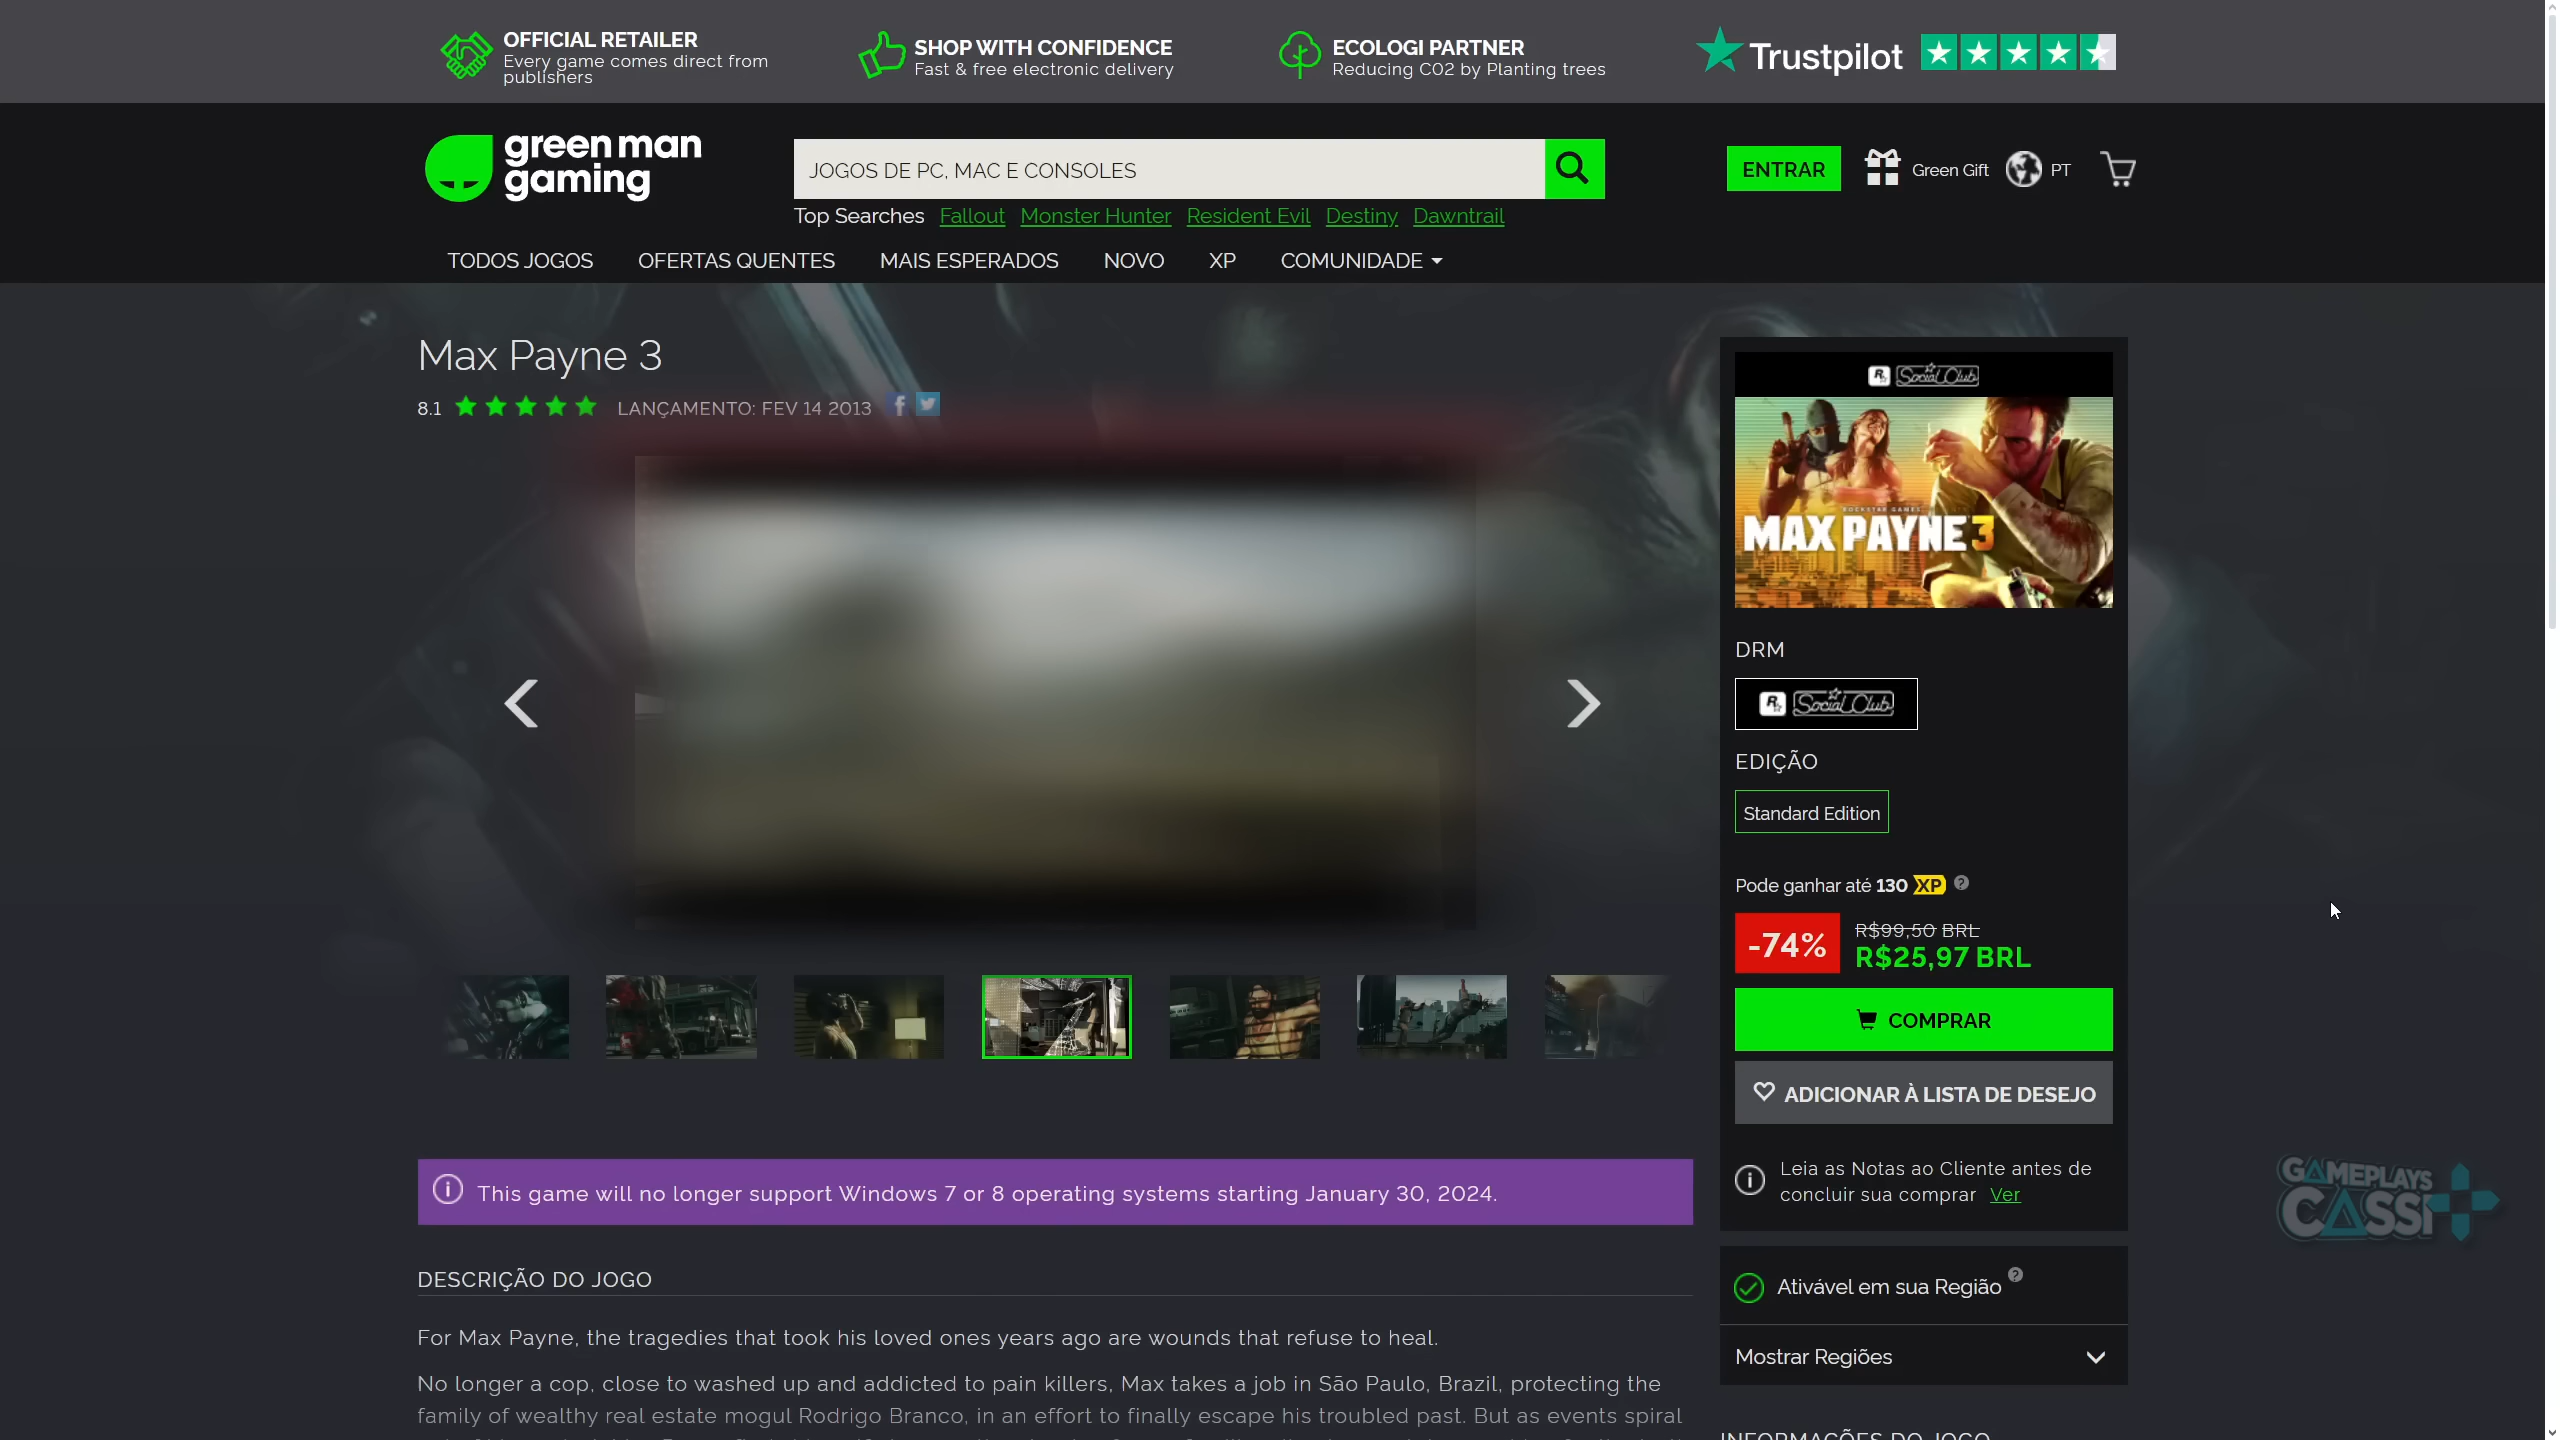 OFFICIAL RETAILER
Every game comes direct from
publishers
SHOP WITH CONFIDENCE
Fast & free electronic delivery
ECOLOGI PARTNER
Reducing C02 by Planting trees
Trustpilot
green man
gaming
JOGOS DE PC, MAC E CONSOLES
ENTRAR
Green Gift
PT
Top Searches Fallout Monster Hunter Resident Evil Destiny Dawntrail
TODOS JOGOS OFERTAS QUENTES MAIS ESPERADOS NOVO XP COMUNIDADE
Max Payne 3
8.1 LANÇAMENTO: FEV 14 2013
R Social Club
ROCKSTAR GAMES
MAX PAYNE 3
DRM
R Social Club
EDIÇÃO
Standard Edition
Pode ganhar até 130 XP ?
-74% R$99,50 BRL
R$25,97 BRL
COMPRAR
ADICIONAR À LISTA DE DESEJO
Leia as Notas ao Cliente antes de
concluir sua comprar Ver
Ativável em sua Região ?
Mostrar Regiões
INFORMAÇÕES DO JOGO
This game will no longer support Windows 7 or 8 operating systems starting January 30, 2024.
DESCRIÇÃO DO JOGO
For Max Payne, the tragedies that took his loved ones years ago are wounds that refuse to heal.
No longer a cop, close to washed up and addicted to pain killers, Max takes a job in São Paulo, Brazil, protecting the
family of wealthy real estate mogul Rodrigo Branco, in an effort to finally escape his troubled past. But as events spiral
GAMEPLAYS
CASSI